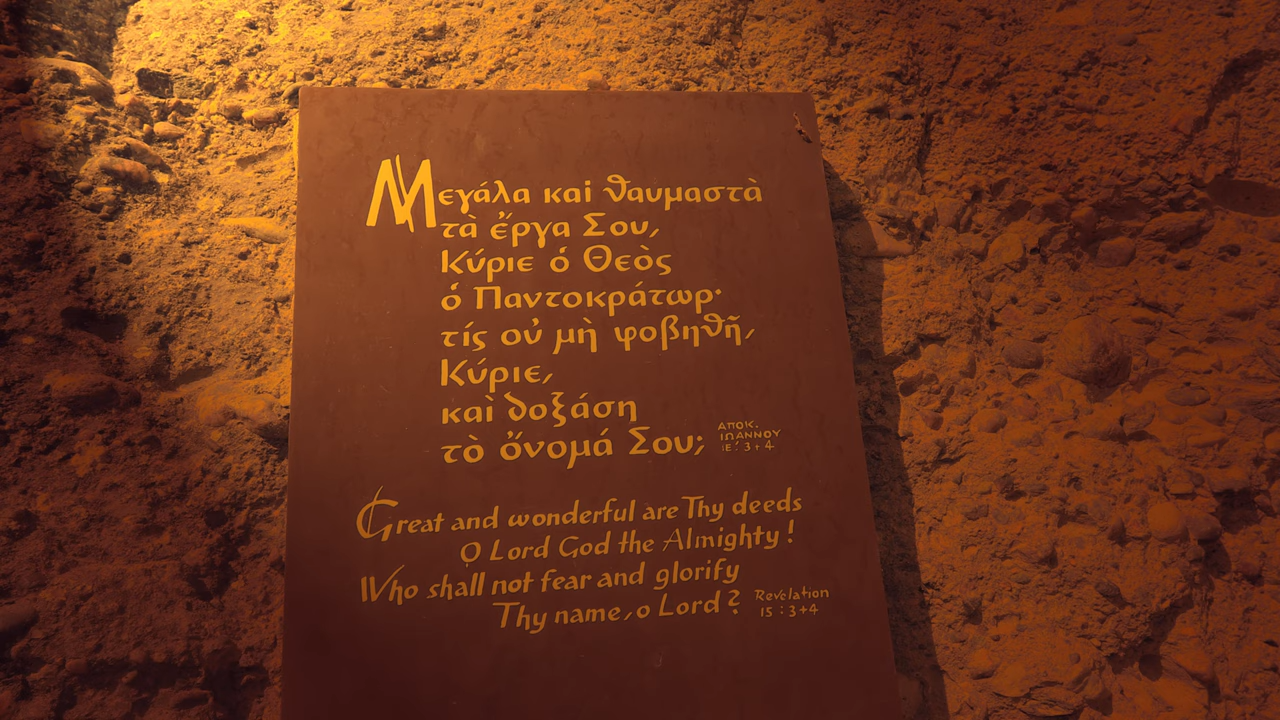 Μεγάλα καὶ θαυμαστὰ
τὰ ἔργα Σου,
Κύριε ὁ Θεὸς
ὁ Παντοκράτωρ·
τίς οὐ μὴ φοβηθῆ,
Κύριε,
καὶ δοξάση
τὸ ὄνομά Σου;
ΑΠΟΚ.
ΙΩΑΝΝΟΥ
ΙΕ΄: 3+4
Great and wonderful are Thy deeds
O Lord God the Almighty!
Who shall not fear and glorify
Thy name, o Lord?
Revelation
15:3+4